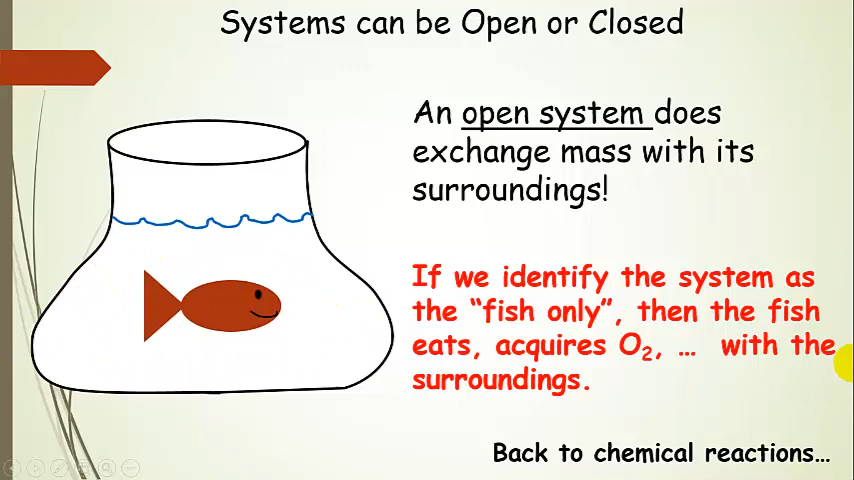 Systems can be Open or Closed
An open system does
exchange mass with its
surroundings!
If we identify the system as
the “fish only”, then the fish
eats, acquires O₂, … with the
surroundings.
Back to chemical reactions…